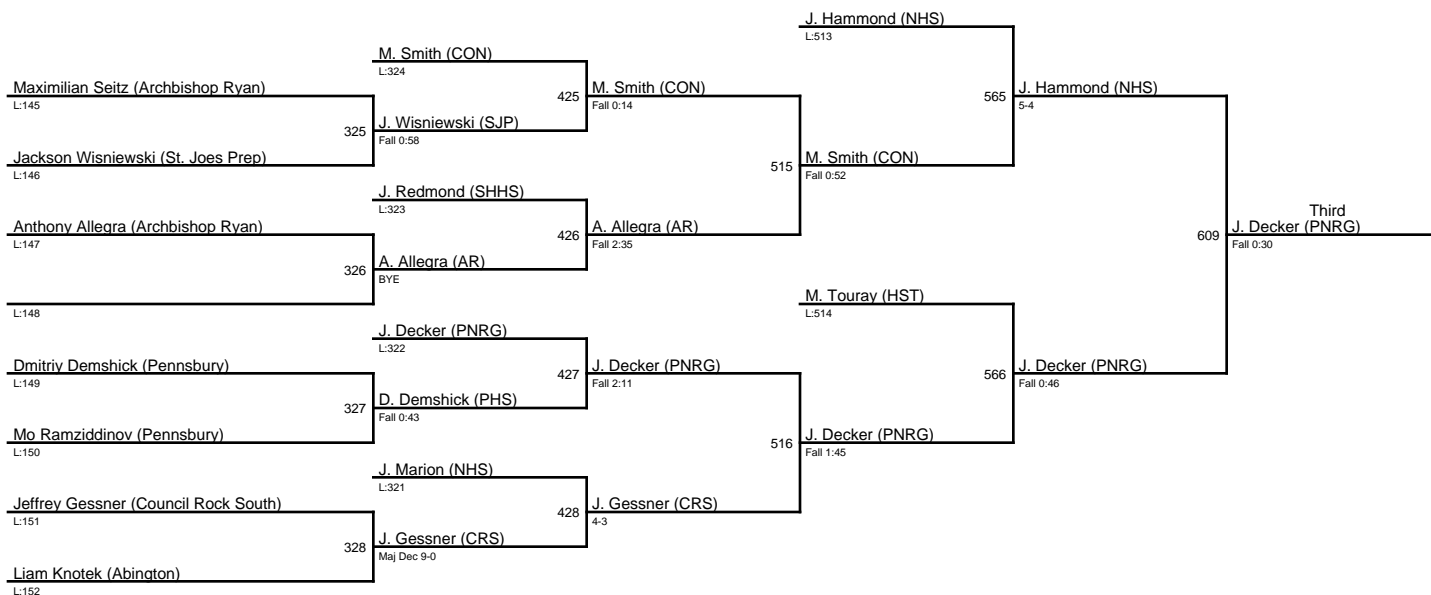 J. Hammond (NHS)
L:513
M. Smith (CON)
L:324
Maximilian Seitz (Archbishop Ryan)
L:145
425
M. Smith (CON)
Fall 0:14
565
J. Hammond (NHS)
5-4
325
J. Wisniewski (SJP)
Fall 0:58
Jackson Wisniewski (St. Joes Prep)
L:146
515
M. Smith (CON)
Fall 0:52
J. Redmond (SHHS)
L:323
Anthony Allegra (Archbishop Ryan)
L:147
426
A. Allegra (AR)
Fall 2:35
Third
609
J. Decker (PNRG)
Fall 0:30
326
A. Allegra (AR)
BYE
L:148
M. Touray (HST)
L:514
J. Decker (PNRG)
L:322
Dmitriy Demshick (Pennsbury)
L:149
427
J. Decker (PNRG)
Fall 2:11
566
J. Decker (PNRG)
Fall 0:46
327
D. Demshick (PHS)
Fall 0:43
Mo Ramziddinov (Pennsbury)
L:150
516
J. Decker (PNRG)
Fall 1:45
J. Marion (NHS)
L:321
Jeffrey Gessner (Council Rock South)
L:151
428
J. Gessner (CRS)
4-3
328
J. Gessner (CRS)
Maj Dec 9-0
Liam Knotek (Abington)
L:152